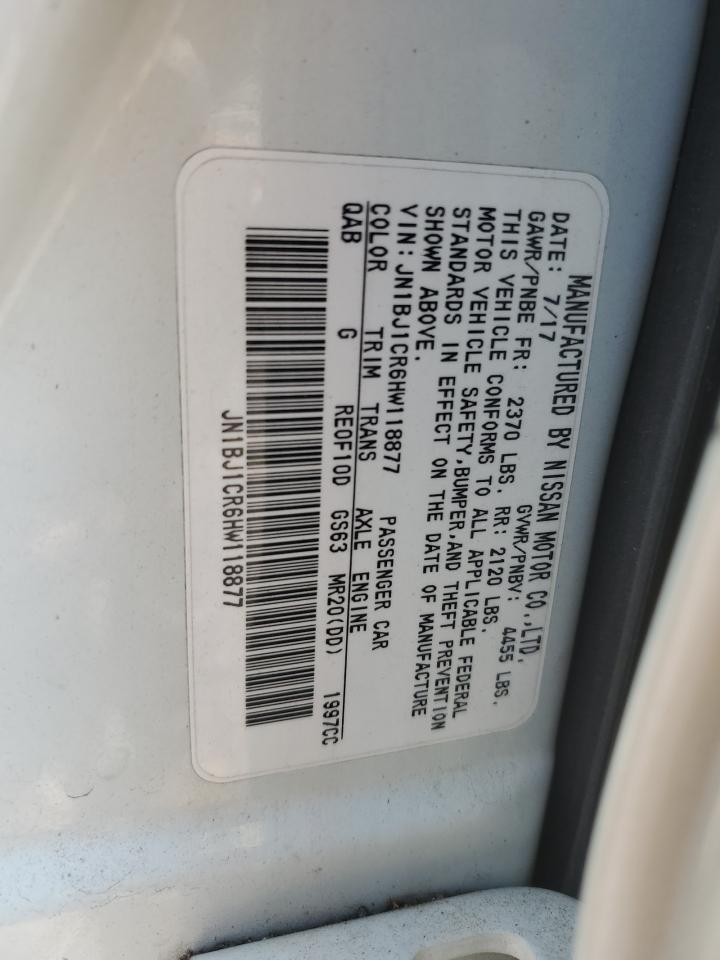 MANUFACTURED BY NISSAN MOTOR CO.,LTD.
DATE: 7/17 GVWR/PNBV: 4455 LBS.
GAWR/PNBE FR: 2370 LBS. RR: 2120 LBS.
THIS VEHICLE CONFORMS TO ALL APPLICABLE FEDERAL
MOTOR VEHICLE SAFETY,BUMPER,AND THEFT PREVENTION
STANDARDS IN EFFECT ON THE DATE OF MANUFACTURE
SHOWN ABOVE.
VIN: JN1BJ1CR6HW118877 PASSENGER CAR
COLOR TRIM TRANS AXLE ENGINE
QAB G RE0F10D GS63 MR20(DD) 1997CC
JN1BJ1CR6HW118877